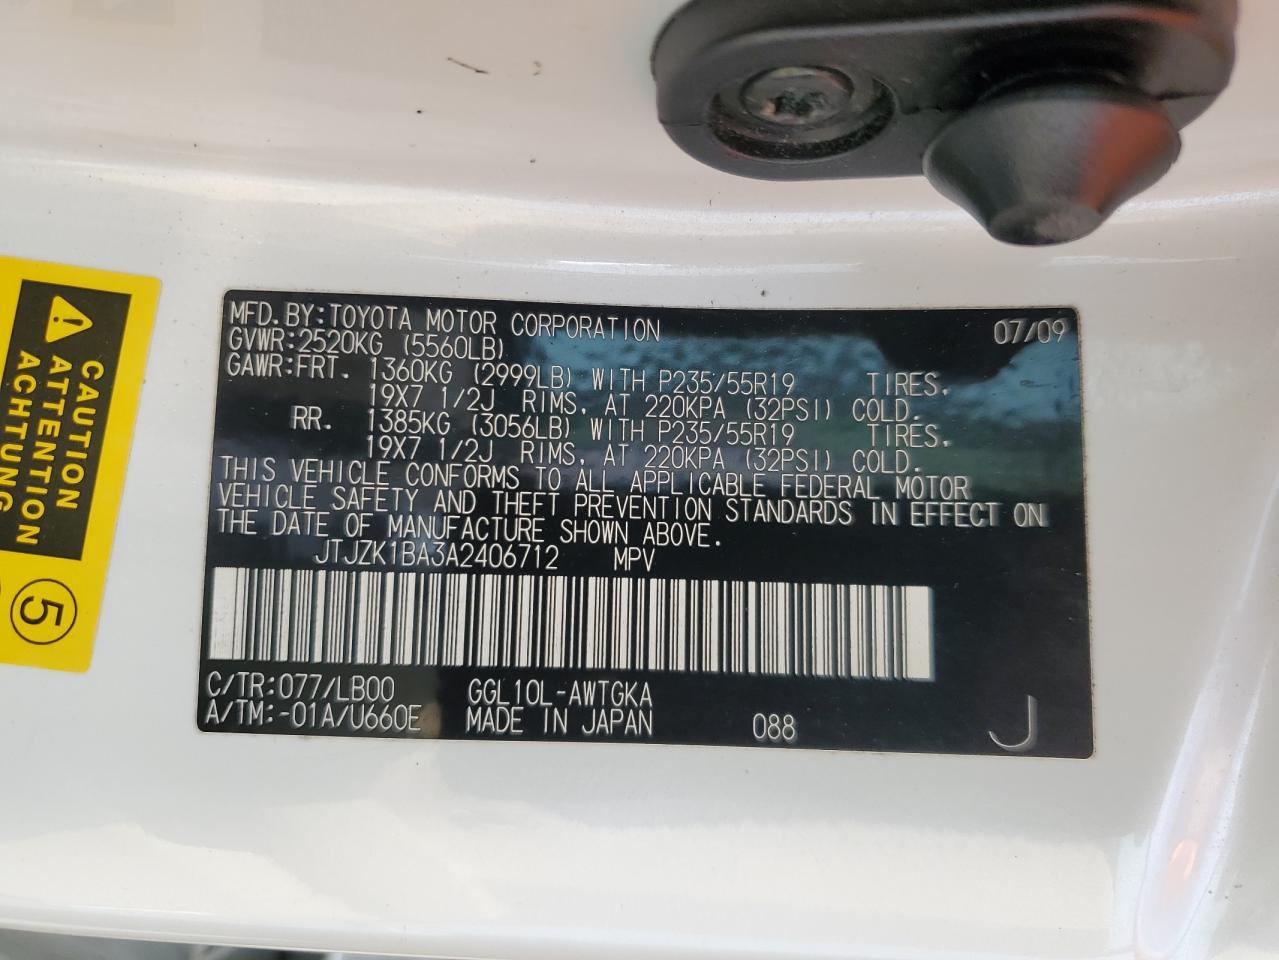 MFD. BY: TOYOTA MOTOR CORPORATION 07/09
GVWR: 2520KG (5560LB)
GAWR: FRT. 1360KG (2999LB) WITH P235/55R19 TIRES,
19X7 1/2J RIMS, AT 220KPA (32PSI) COLD.
RR. 1385KG (3056LB) WITH P235/55R19 TIRES,
19X7 1/2J RIMS, AT 220KPA (32PSI) COLD.
THIS VEHICLE CONFORMS TO ALL APPLICABLE FEDERAL MOTOR
VEHICLE SAFETY AND THEFT PREVENTION STANDARDS IN EFFECT ON
THE DATE OF MANUFACTURE SHOWN ABOVE.
JTJZK1BA3A2406712 MPV
C/TR: 077/LB00 GGL10L-AWTGKA
A/TM: -01A/U660E MADE IN JAPAN 088 J
CAUTION
ATTENTION
ACHTUNG
5